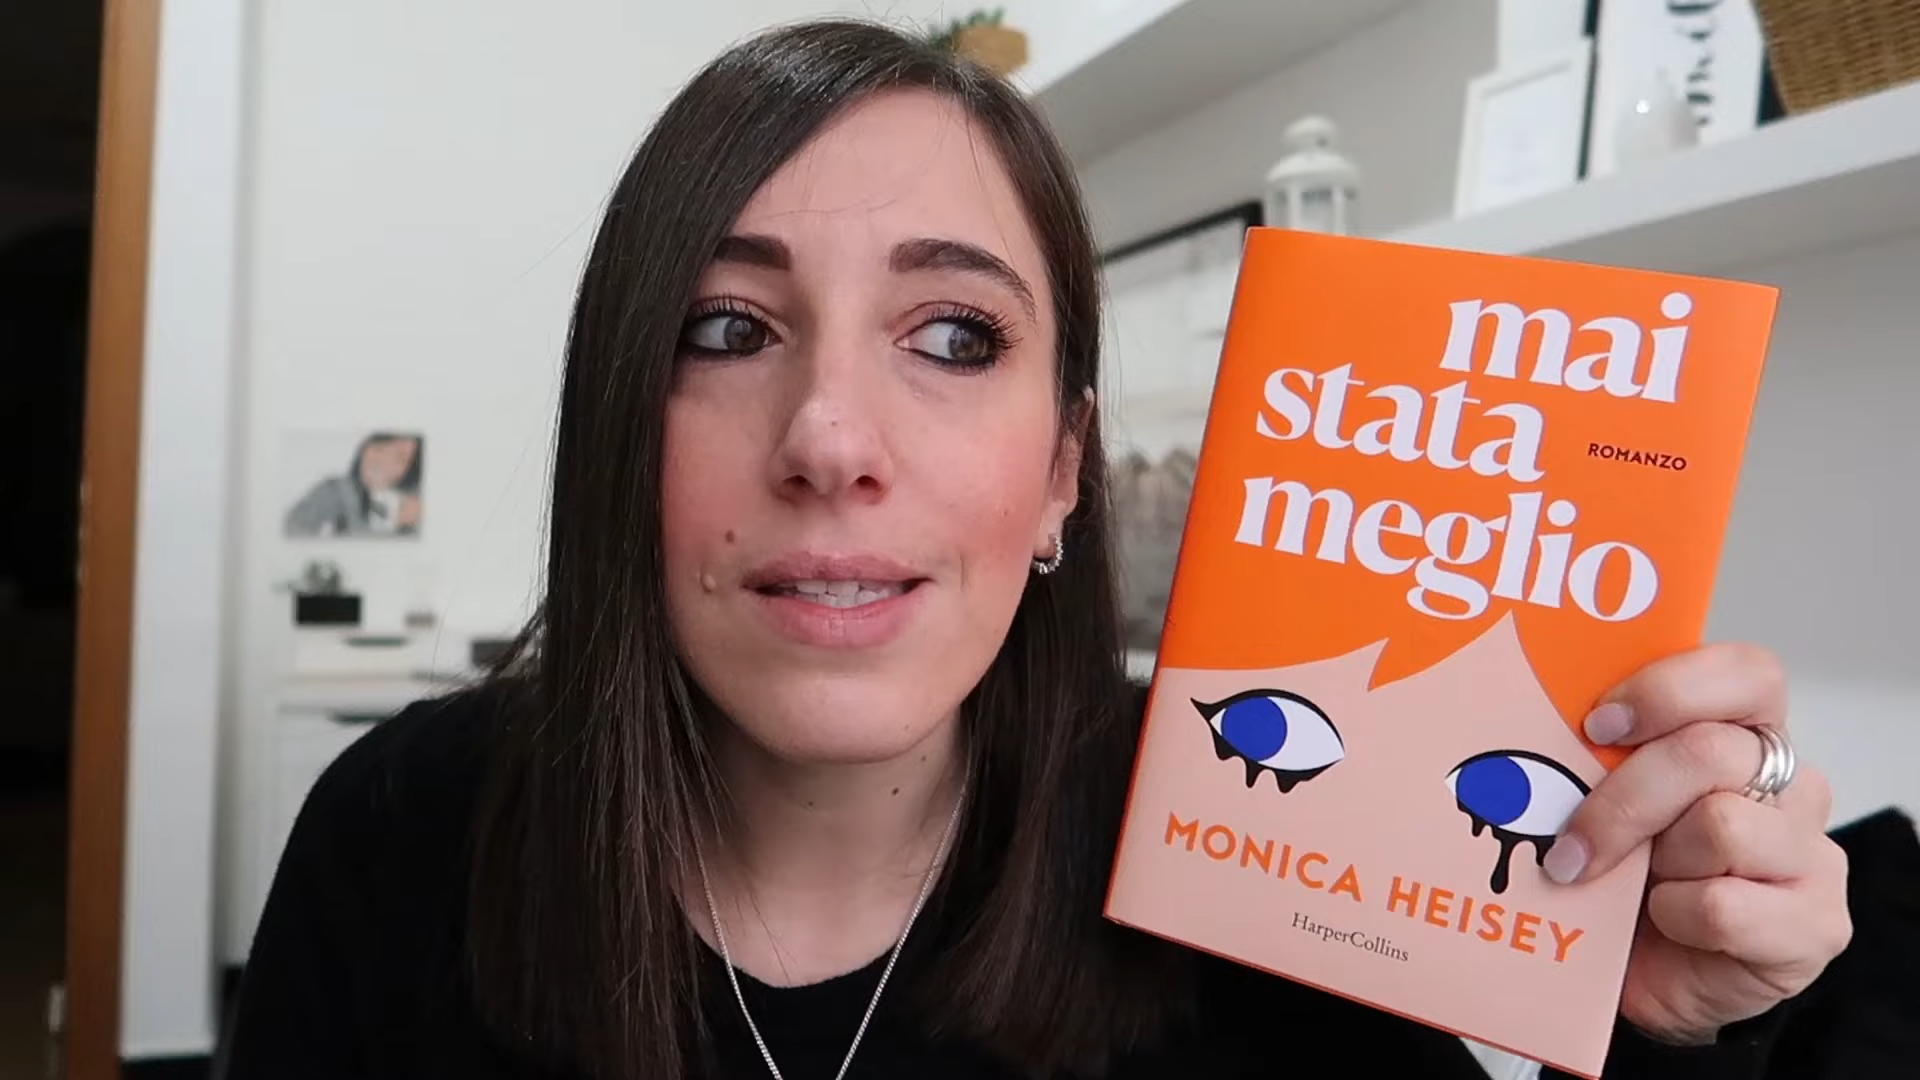 mai
stata
ROMANZO
meglio
MONICA HEISEY
HarperCollins